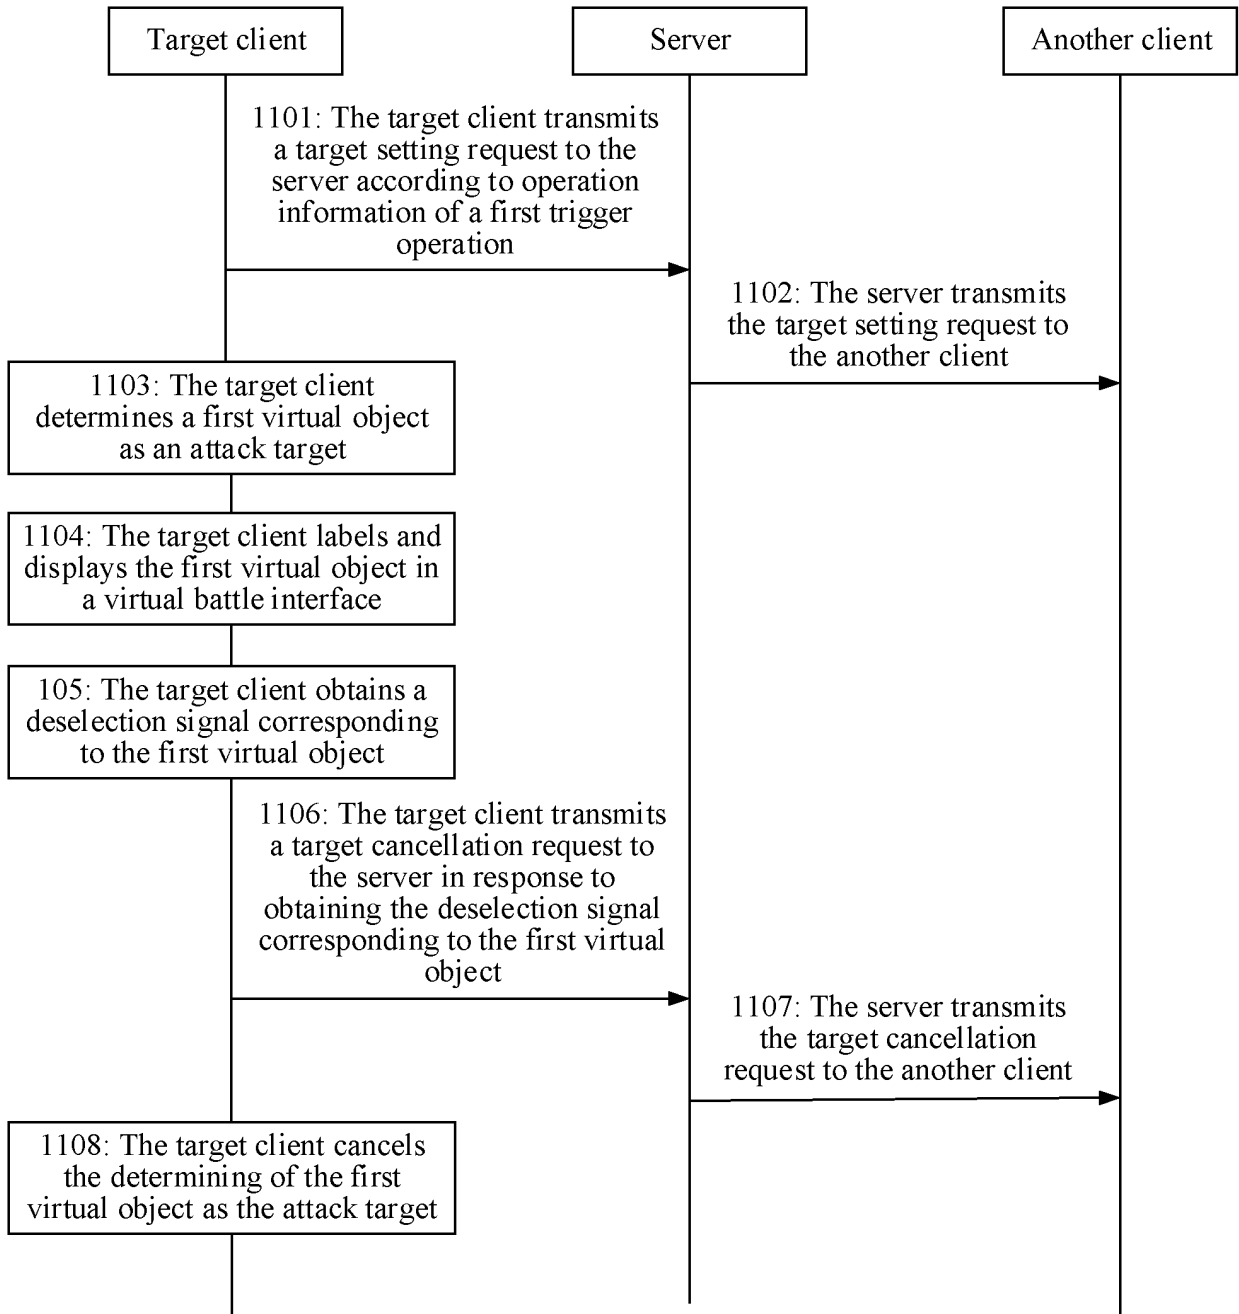 Target client
Server
Another client
1101: The target client transmits
a target setting request to the
server according to operation
information of a first trigger
operation
1102: The server transmits
the target setting request to
the another client
1103: The target client
determines a first virtual object
as an attack target
1104: The target client labels and
displays the first virtual object in
a virtual battle interface
105: The target client obtains a
deselection signal corresponding
to the first virtual object
1106: The target client transmits
a target cancellation request to
the server in response to
obtaining the deselection signal
corresponding to the first virtual
object
1107: The server transmits
the target cancellation
request to the another client
1108: The target client cancels
the determining of the first
virtual object as the attack target